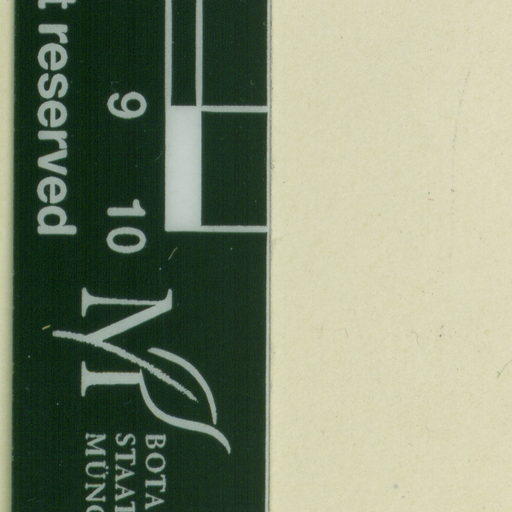 t reserved
9 10
M
BOTA
STAAT
MÜNC